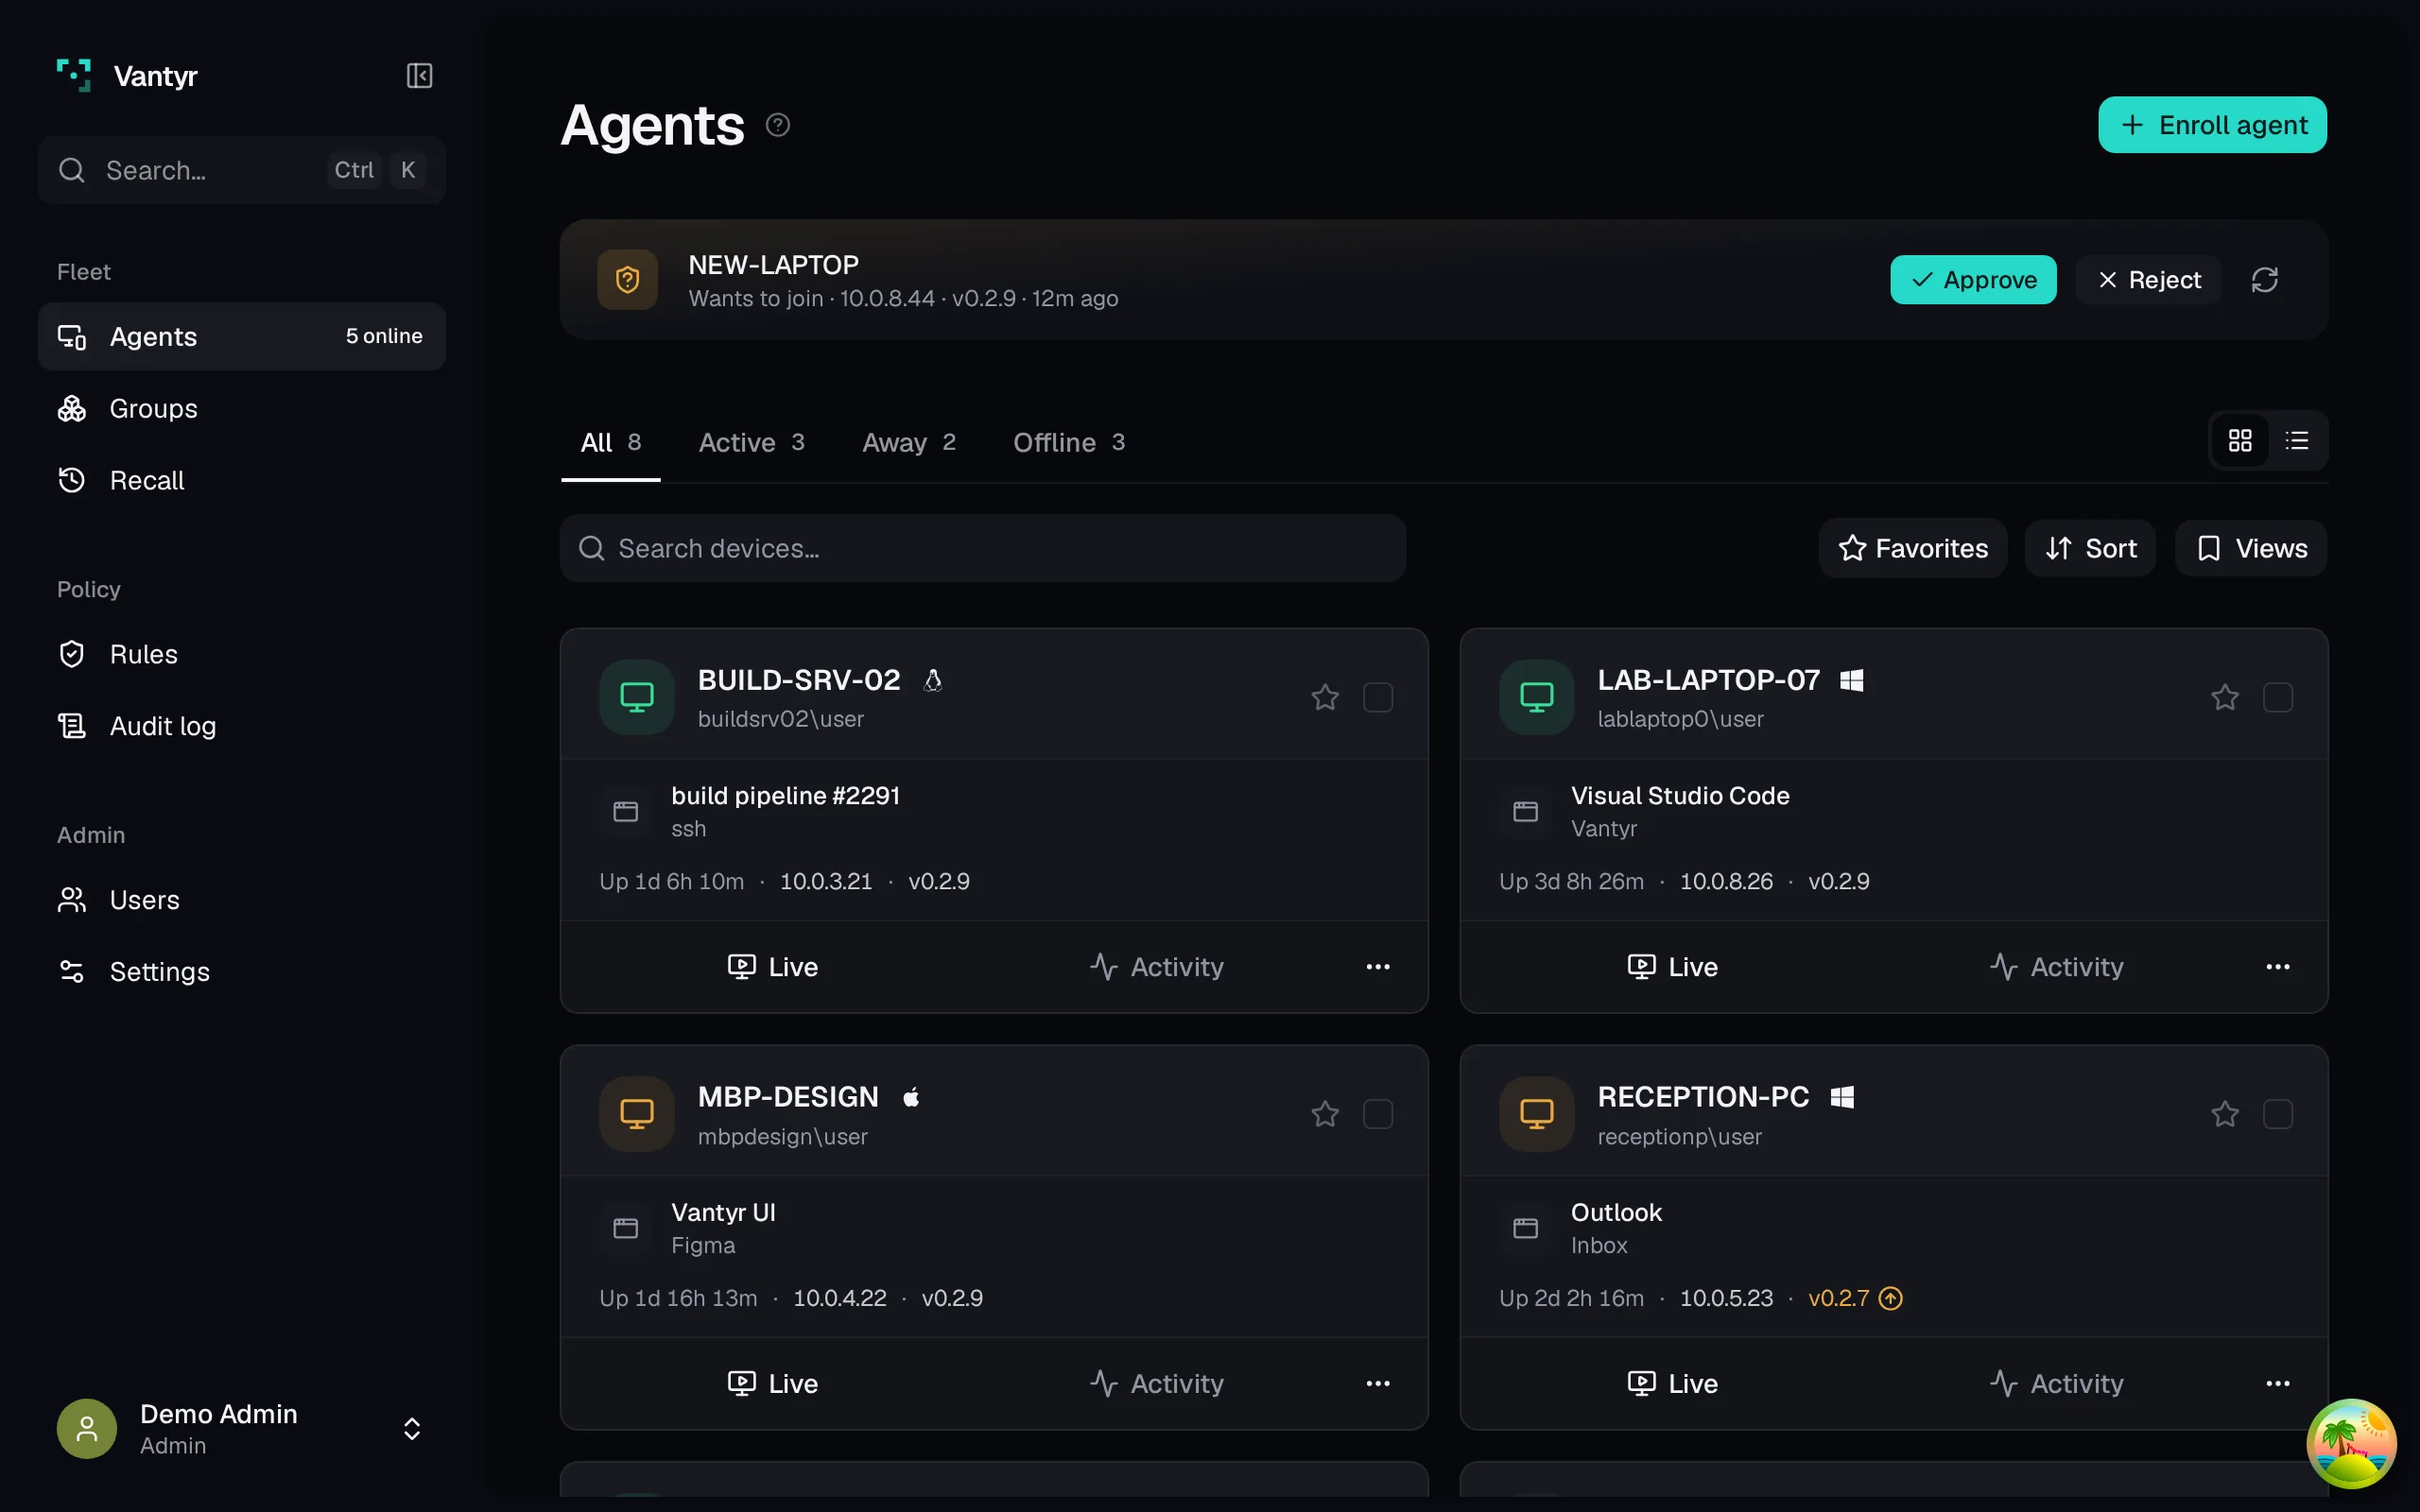 Vantyr
Search...
Ctrl K
Fleet
Agents 5 online
Groups
Recall
Policy
Rules
Audit log
Admin
Users
Settings
Demo Admin
Admin
Agents
Enroll agent
NEW-LAPTOP
Wants to join · 10.0.8.44 · v0.2.9 · 12m ago
Approve
Reject
All 8
Active 3
Away 2
Offline 3
Search devices...
Favorites
Sort
Views
BUILD-SRV-02
buildsrv02\user
build pipeline #2291
ssh
Up 1d 6h 10m · 10.0.3.21 · v0.2.9
Live
Activity
LAB-LAPTOP-07
lablaptop0\user
Visual Studio Code
Vantyr
Up 3d 8h 26m · 10.0.8.26 · v0.2.9
Live
Activity
MBP-DESIGN
mbpdesign\user
Vantyr UI
Figma
Up 1d 16h 13m · 10.0.4.22 · v0.2.9
Live
Activity
RECEPTION-PC
receptionp\user
Outlook
Inbox
Up 2d 2h 16m · 10.0.5.23 · v0.2.7
Live
Activity